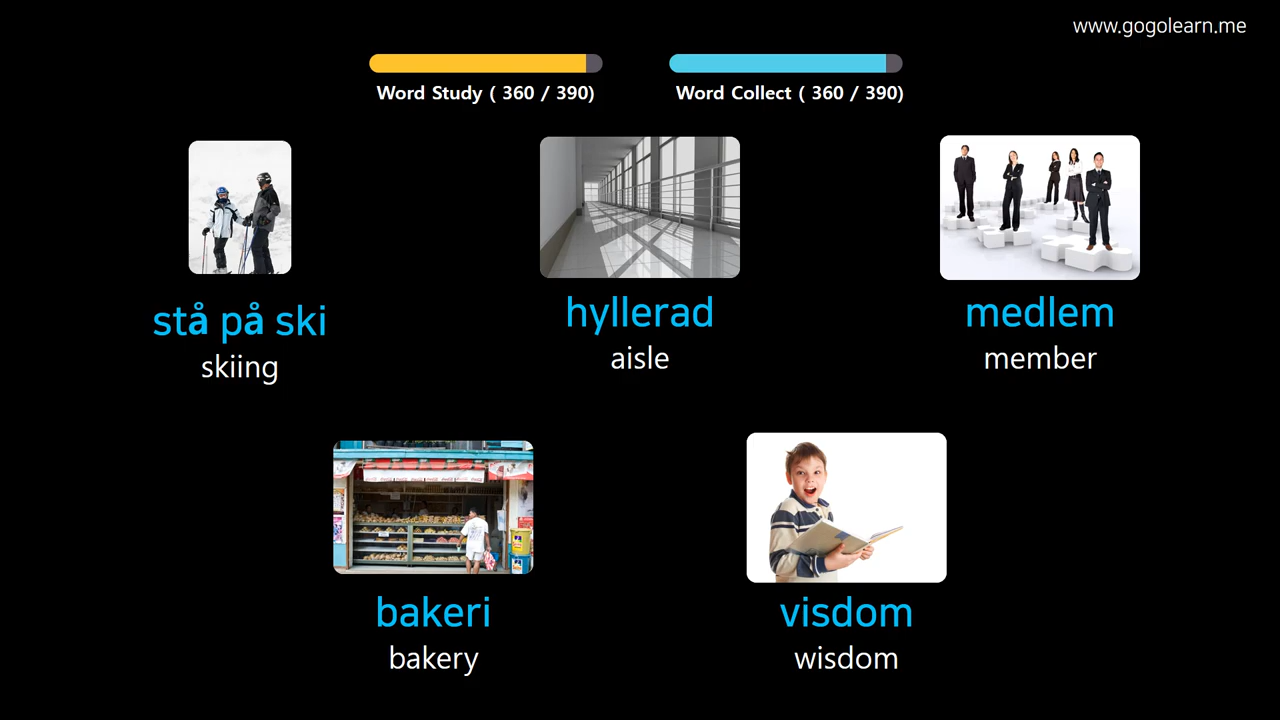 www.gogolearn.me
Word Study ( 360 / 390)
Word Collect ( 360 / 390)
stå på ski
skiing
hyllerad
aisle
medlem
member
bakeri
bakery
visdom
wisdom